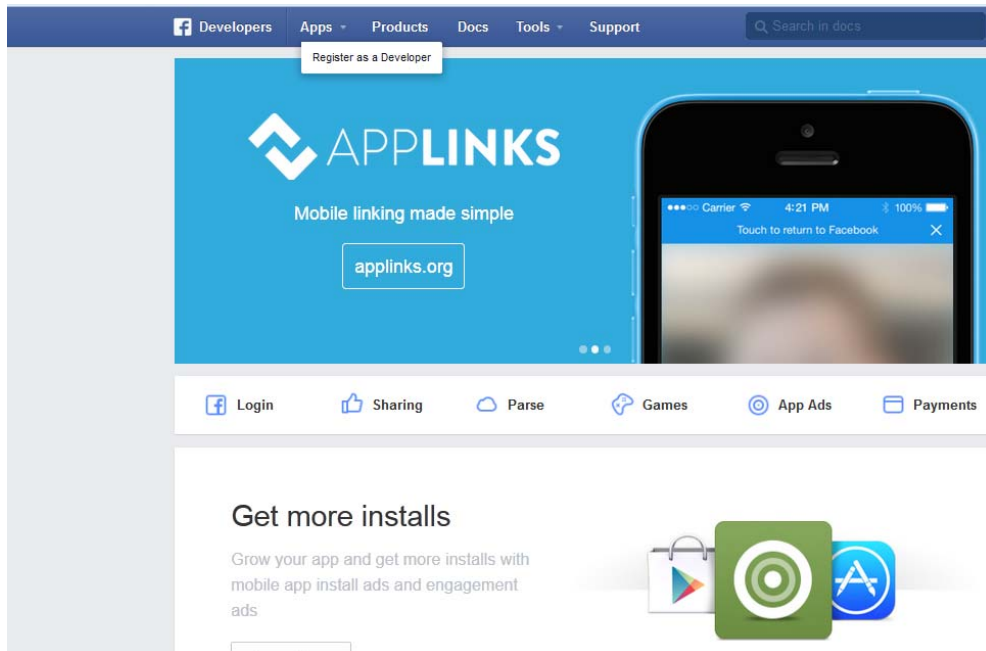 Developers Apps Products Docs Tools Support Search in docs
Register as a Developer
APPLINKS
Mobile linking made simple
applinks.org
Carrier 4:21 PM 100%
Touch to return to Facebook
Login Sharing Parse Games App Ads Payments
Get more installs
Grow your app and get more installs with
mobile app install ads and engagement
ads